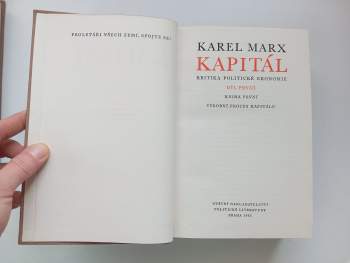 PROLETÁŘI VŠECH ZEMÍ, SPOJTE SE!
KAREL MARX
KAPITÁL
KRITIKA POLITICKÉ EKONOMIE
DÍL PRVNÍ
KNIHA PRVNÍ
VÝROBNÍ PROCES KAPITÁLU
STÁTNÍ NAKLADATELSTVÍ
POLITICKÉ LITERATURY
PRAHA